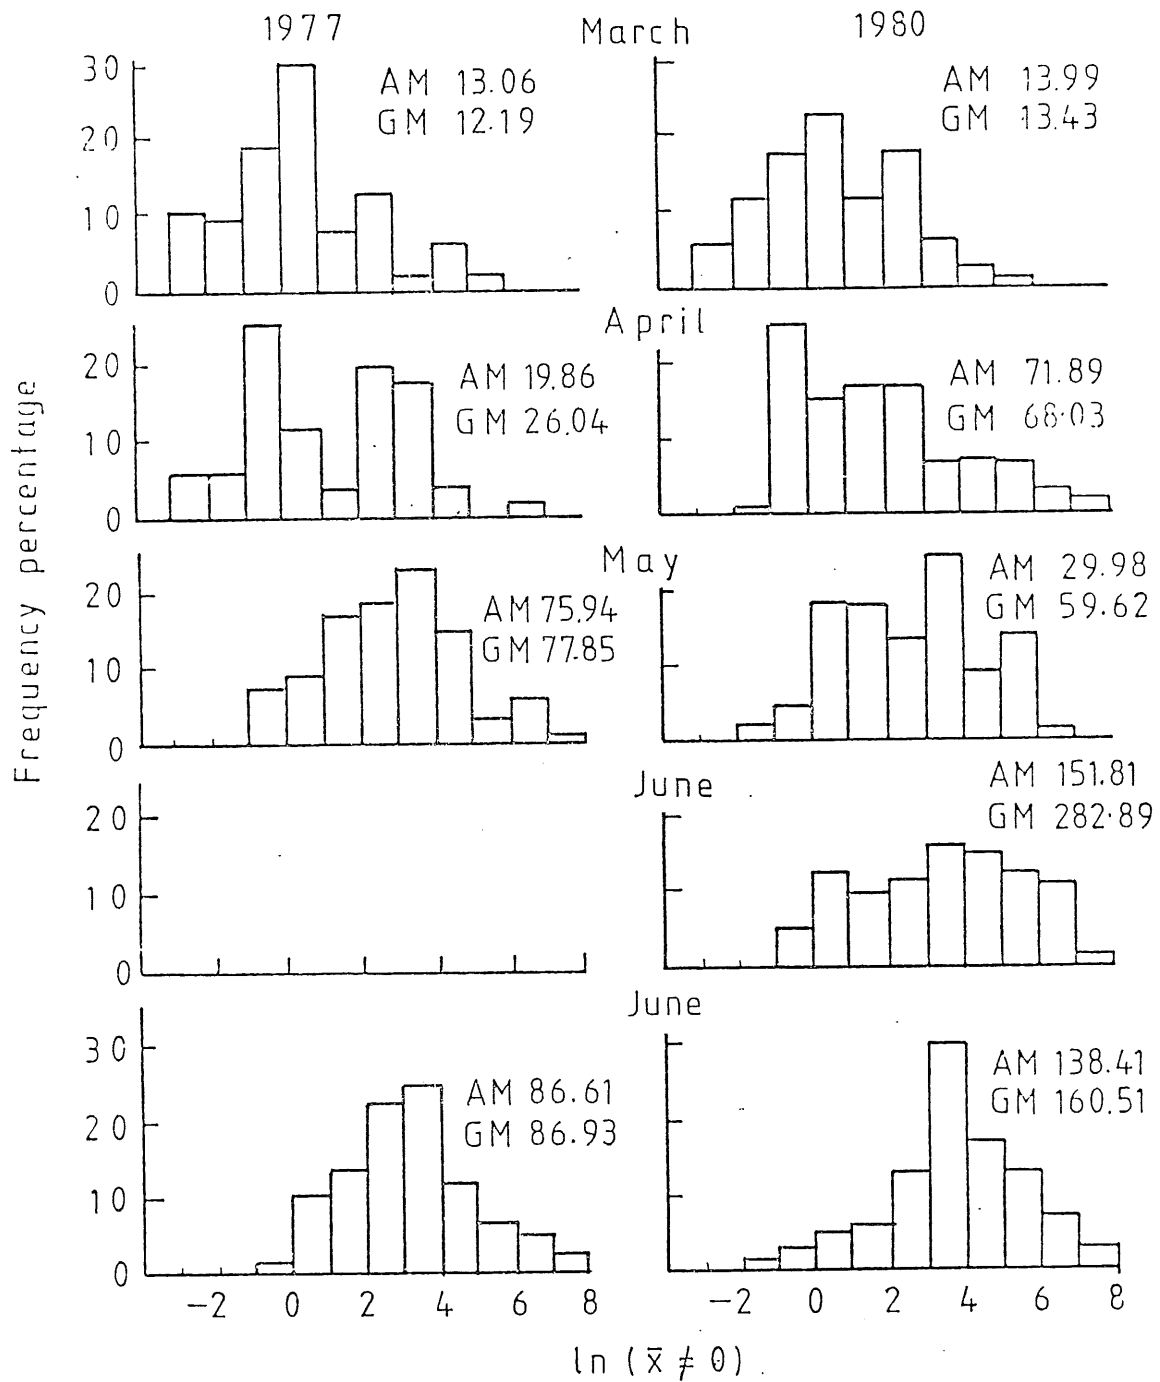 1977 March 1980
30
20
10
0
AM 13.06
GM 12.19
AM 13.99
GM 13.43
April
20
10
0
AM 19.86
GM 26.04
AM 71.89
GM 68.03
May
20
10
0
AM 75.94
GM 77.85
AM 29.98
GM 59.62
June
20
10
0
AM 151.81
GM 282.89
June
30
20
10
0
AM 86.61
GM 86.93
AM 138.41
GM 160.51
-2 0 2 4 6 8
-2 0 2 4 6 8
ln (x̄ ≠ 0)
Frequency percentage